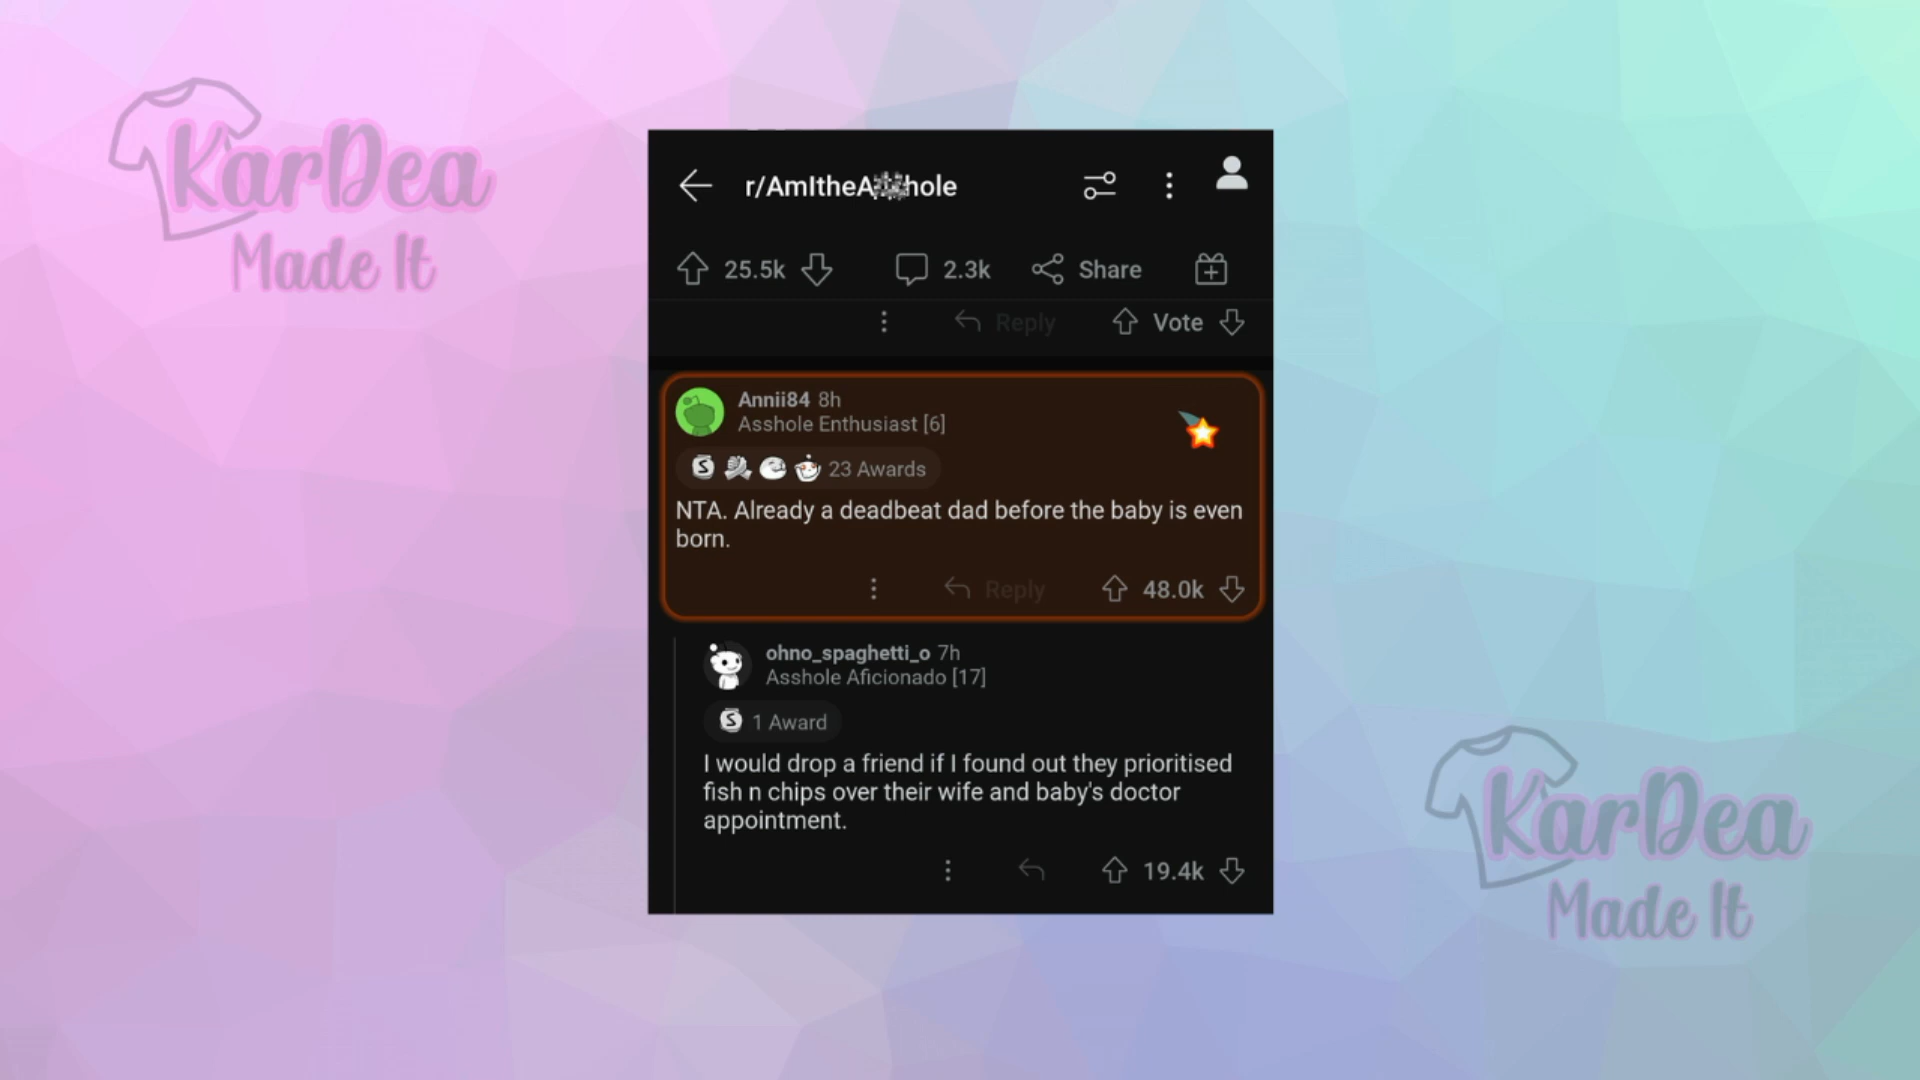 KarDea
Made It
r/AmItheA hole
25.5k
2.3k
Share
Reply
Vote
Annii84 8h
Asshole Enthusiast [6]
23 Awards
NTA. Already a deadbeat dad before the baby is even
born.
Reply
48.0k
ohno_spaghetti_o 7h
Asshole Aficionado [17]
S 1 Award
I would drop a friend if I found out they prioritised
fish n chips over their wife and baby's doctor
appointment.
19.4k
KarDea
Made It